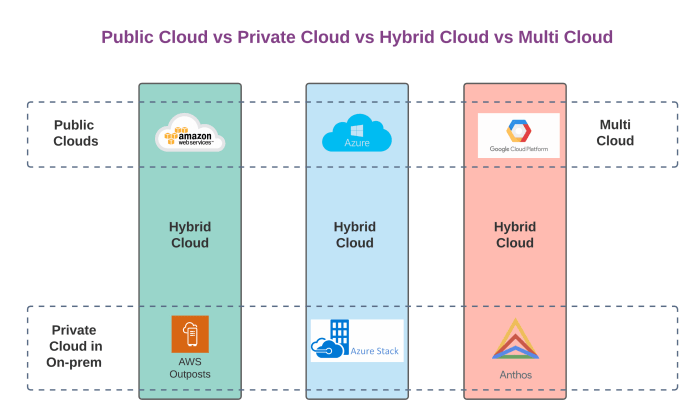 Public Cloud vs Private Cloud vs Hybrid Cloud vs Multi Cloud
Public
Clouds
amazon
web services™
Azure
Google Cloud Platform
Multi
Cloud
Hybrid
Cloud
Hybrid
Cloud
Hybrid
Cloud
Private
Cloud in
On-prem
AWS
Outposts
Azure Stack
Anthos